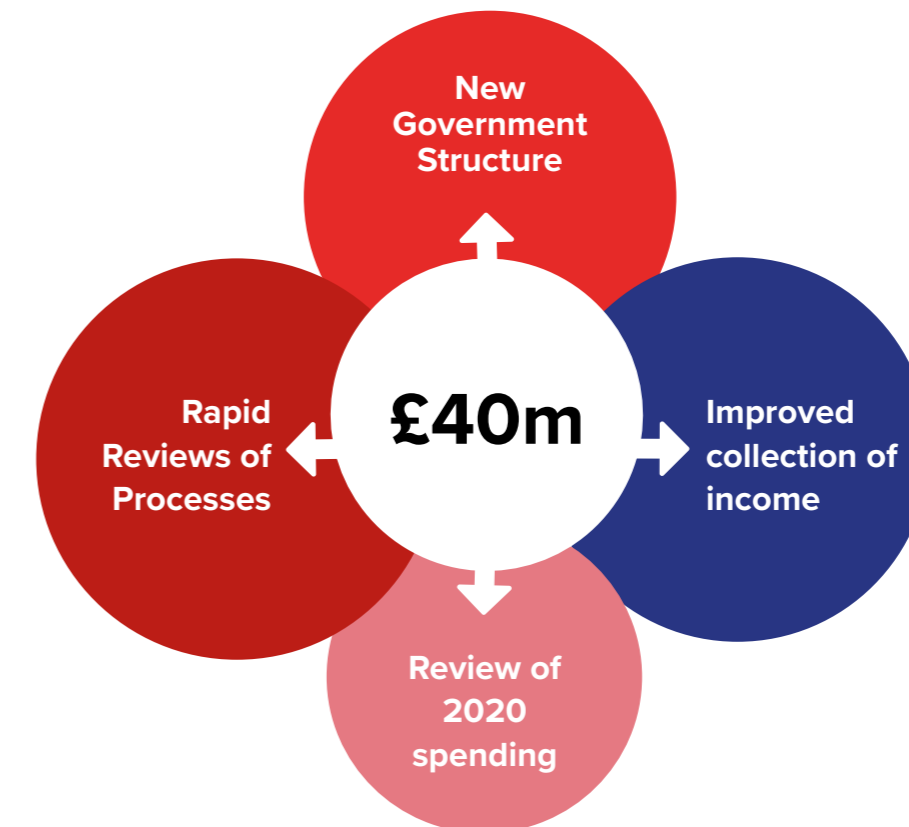 New
Government
Structure
Rapid
Reviews of
Processes
£40m
Improved
collection of
income
Review of
2020
spending